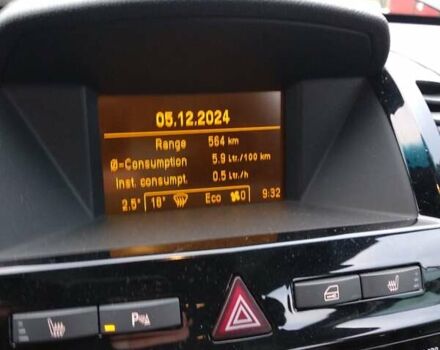 05.12.2024
Range 564 km
Ø=Consumption 5.9 Ltr./100 km
Inst. consumpt. 0.5 Ltr./h
2.5° 18° Eco 0 9:32